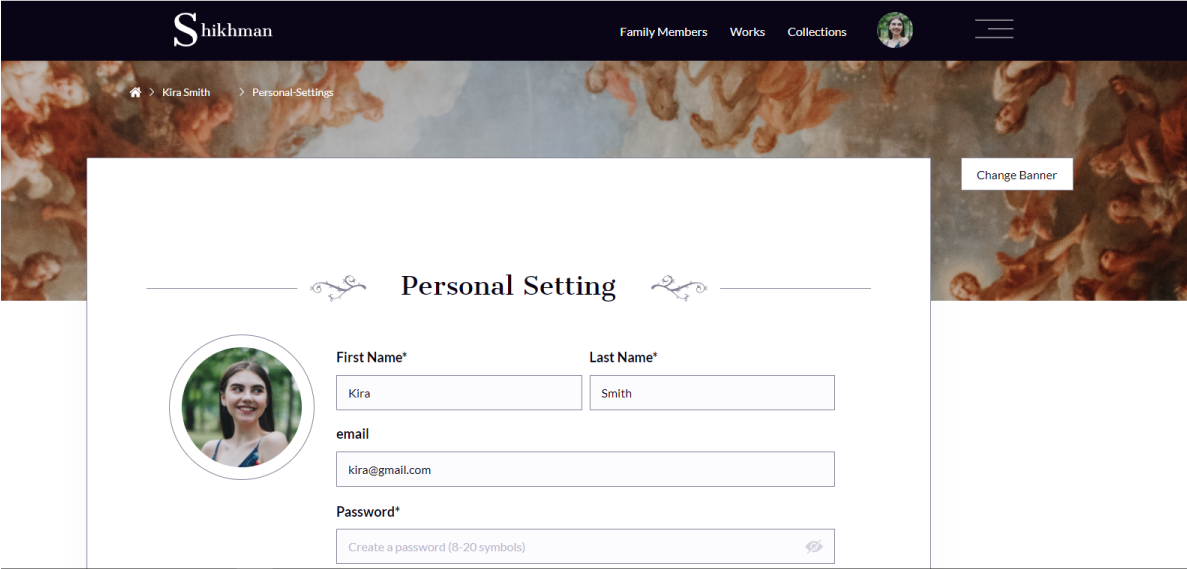 Shikhman
Family Members Works Collections
Kira Smith Personal-Settings
Change Banner
Personal Setting
First Name* Last Name*
Kira Smith
email
kira@gmail.com
Password*
Create a password (8-20 symbols)